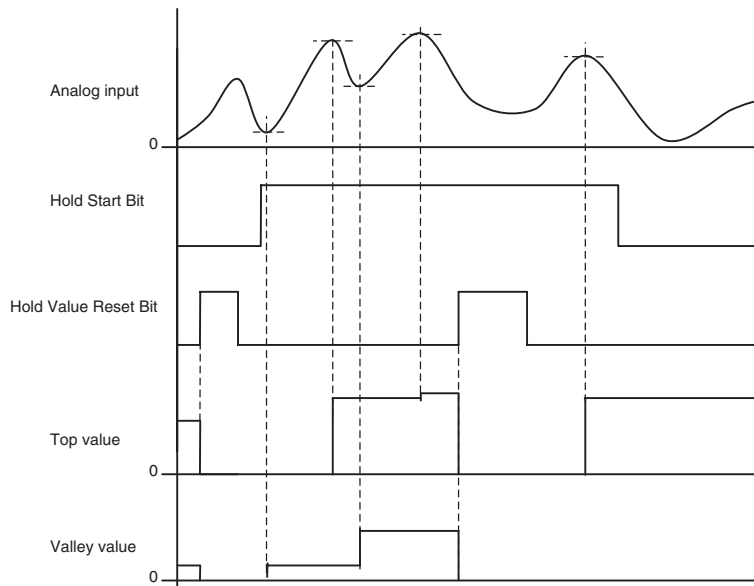 Analog input
0
Hold Start Bit
Hold Value Reset Bit
Top value
0
Valley value
0